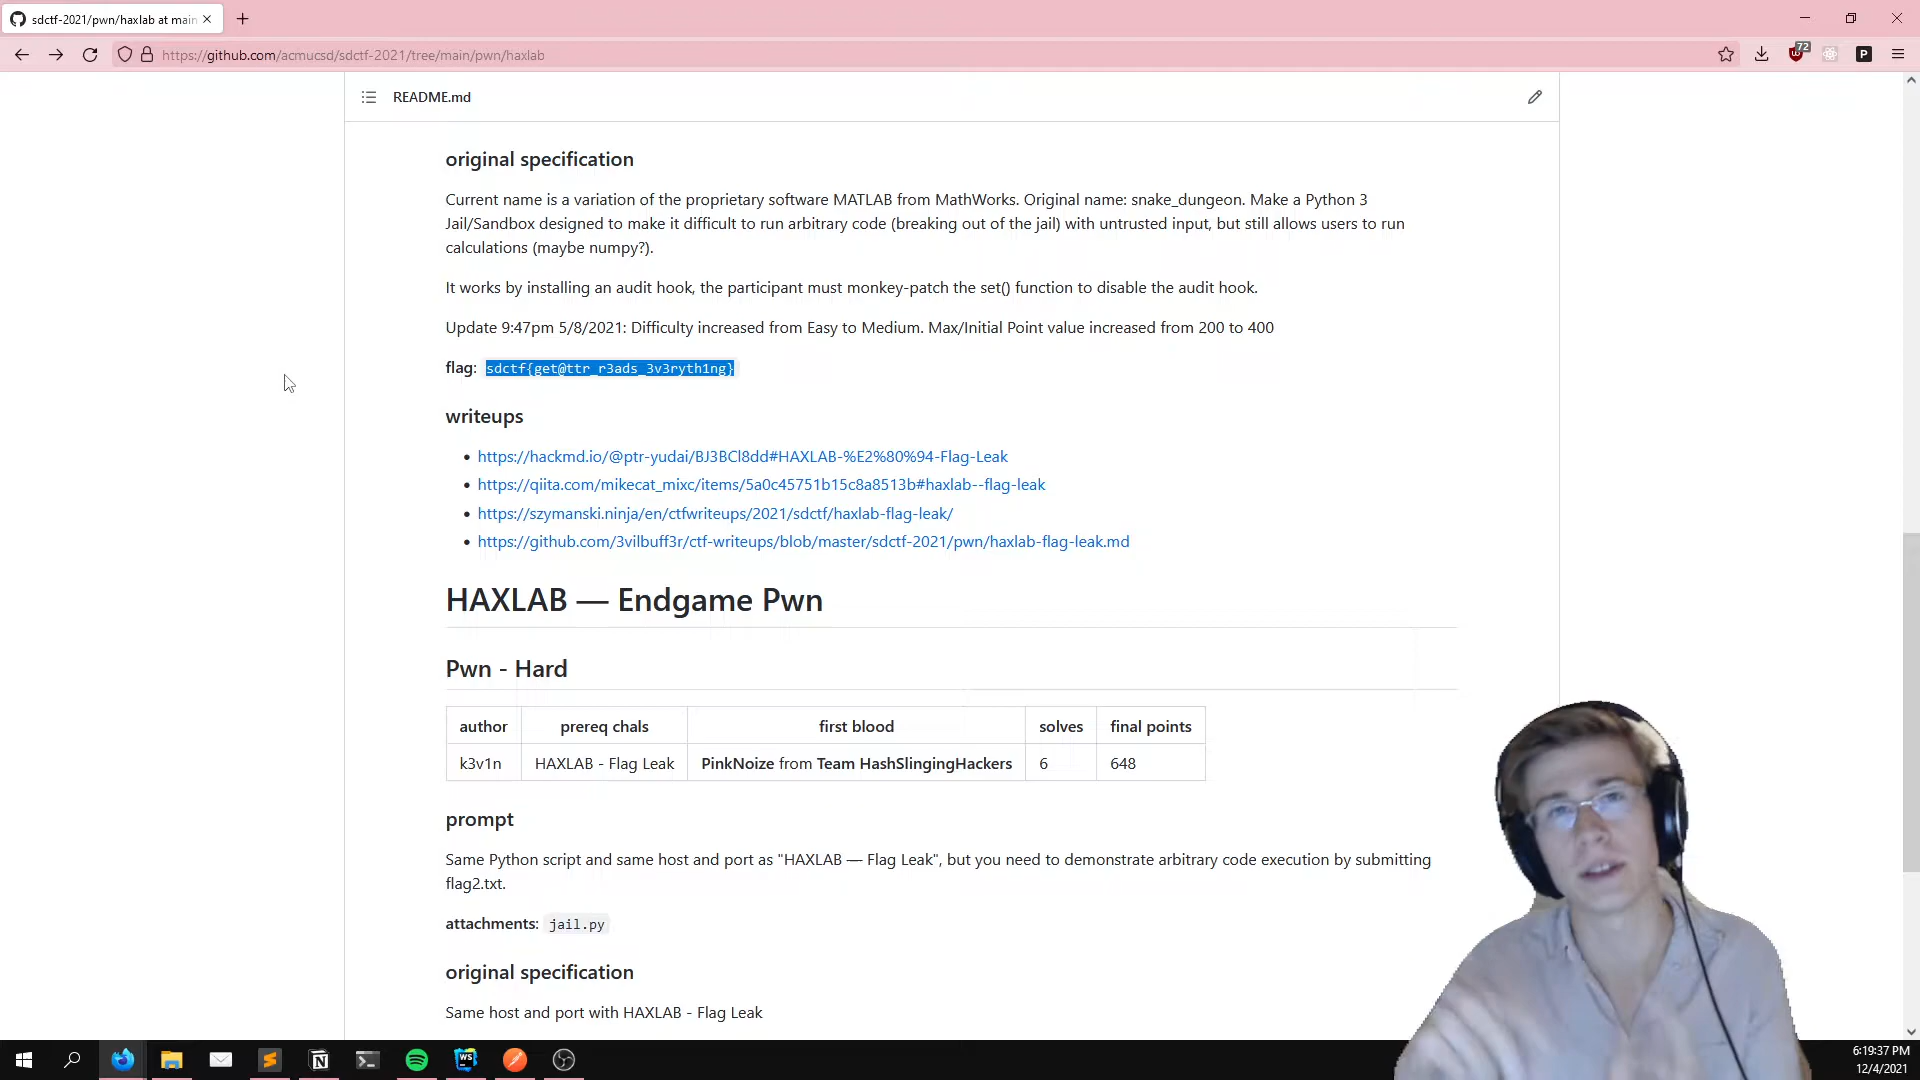 sdctf-2021/pwn/haxlab at main
72
P
https://github.com/acmucsd/sdctf-2021/tree/main/pwn/haxlab
README.md
original specification
Current name is a variation of the proprietary software MATLAB from MathWorks. Original name: snake_dungeon. Make a Python 3
Jail/Sandbox designed to make it difficult to run arbitrary code (breaking out of the jail) with untrusted input, but still allows users to run
calculations (maybe numpy?).
It works by installing an audit hook, the participant must monkey-patch the set() function to disable the audit hook.
Update 9:47pm 5/8/2021: Difficulty increased from Easy to Medium. Max/Initial Point value increased from 200 to 400
flag: sdctf{get@ttr_r3ads_3v3ryth1ng}
writeups
https://hackmd.io/@ptr-yudai/BJ3BCl8dd#HAXLAB-%E2%80%94-Flag-Leak
https://qiita.com/mikecat_mixc/items/5a0c45751b15c8a8513b#haxlab--flag-leak
https://szymanski.ninja/en/ctfwriteups/2021/sdctf/haxlab-flag-leak/
https://github.com/3vilbuff3r/ctf-writeups/blob/master/sdctf-2021/pwn/haxlab-flag-leak.md
HAXLAB — Endgame Pwn
Pwn - Hard
author prereq chals first blood solves final points
k3v1n HAXLAB - Flag Leak PinkNoize from Team HashSlingingHackers 6 648
prompt
Same Python script and same host and port as "HAXLAB — Flag Leak", but you need to demonstrate arbitrary code execution by submitting
flag2.txt.
attachments: jail.py
original specification
Same host and port with HAXLAB - Flag Leak
WS
6:19:37 PM
12/4/2021